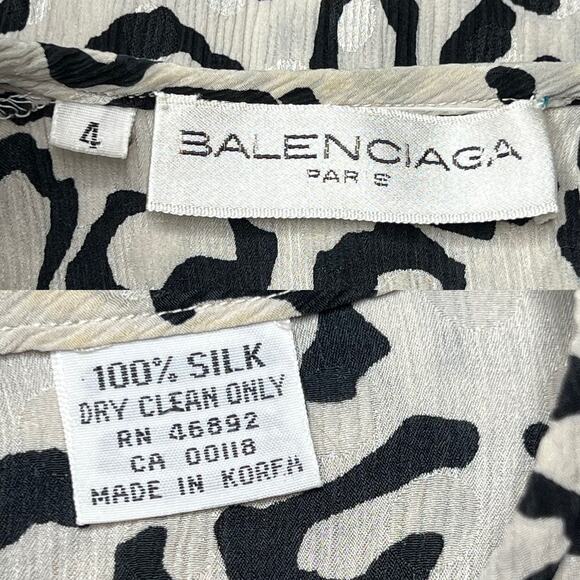 4
BALENCIAGA
PARIS
100% SILK
DRY CLEAN ONLY
RN 46892
CA 00118
MADE IN KOREA